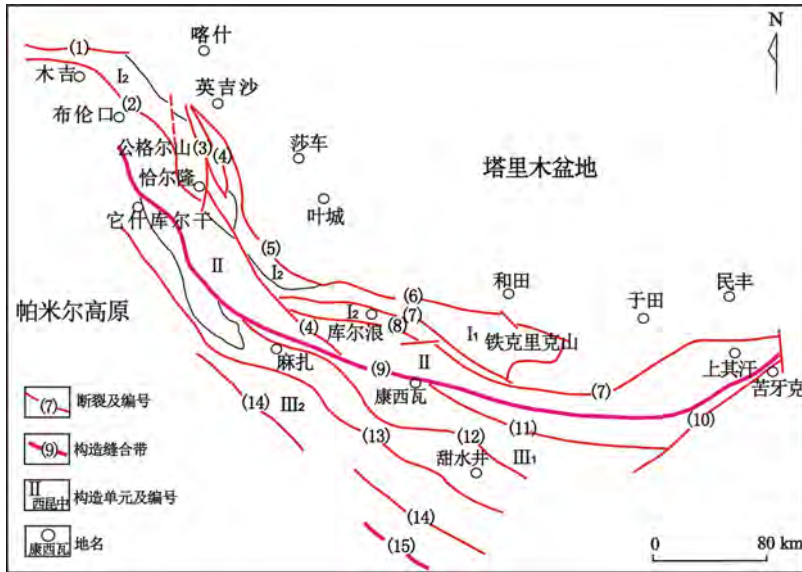 N
喀什
(1)
I₂
木吉
英吉沙
(2)
布伦口
公格尔山
(3)
(4)
莎车
塔里木盆地
恰尔隆
叶城
它什库尔干
(5)
II
I₂
和田
民丰
(6)
于田
帕米尔高原
I₂
(7)
库尔浪
(8)
I₁
铁克里克山
(4)
II
麻扎
(9)
(7)
上其汗
康西瓦
苦牙克
(7)
断裂及编号
(14)
III₂
(10)
(11)
(9)
构造缝合带
(13)
(12)
III₁
甜水井
II
西昆中
构造单元及编号
(14)
康西瓦
地名
(15)
0 80 km